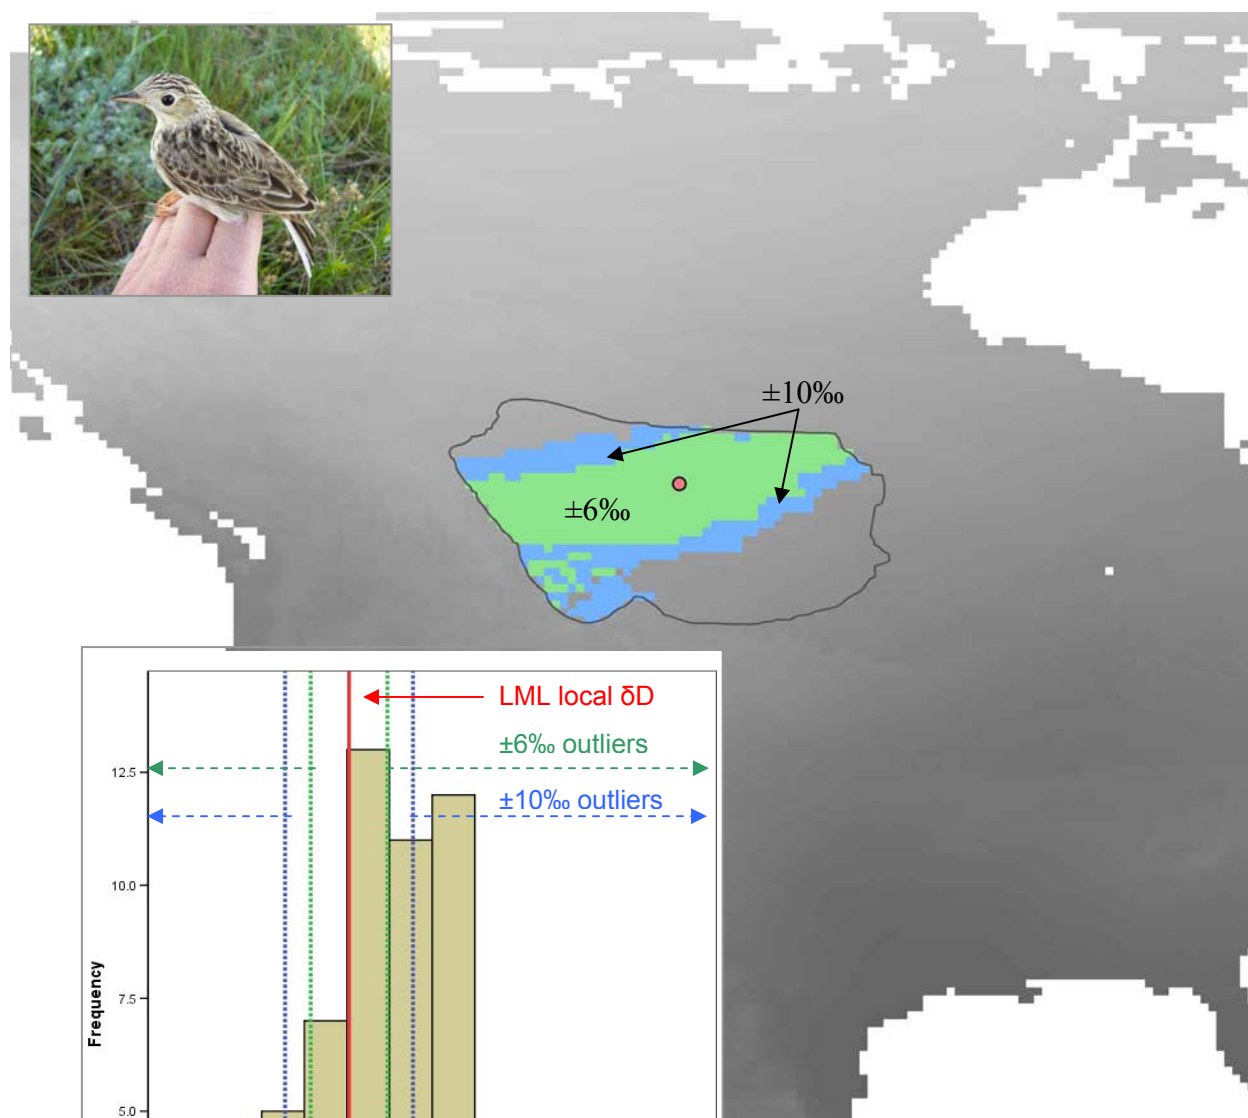 ±10‰
±6‰
LML local δD
±6‰ outliers
±10‰ outliers
12.5
10.0
7.5
5.0
Frequency